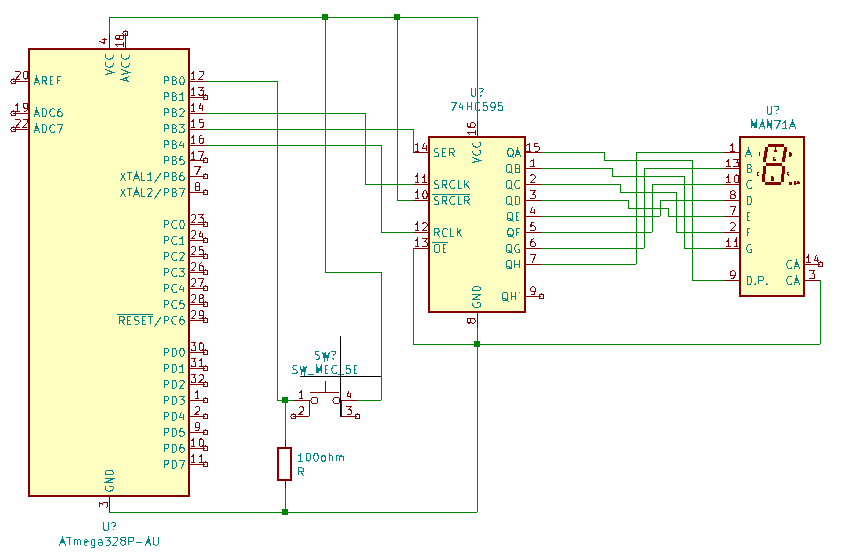 4
VCC
18
AVCC
20 AREF
19 ADC6
22 ADC7
PB0 12
PB1 13
PB2 14
PB3 15
PB4 16
PB5 17
XTAL1/PB6 7
XTAL2/PB7 8
PC0 23
PC1 24
PC2 25
PC3 26
PC4 27
PC5 28
RESET/PC6 29
PD0 30
PD1 31
PD2 32
PD3 1
PD4 2
PD5 9
PD6 10
PD7 11
GND
3
U?
ATmega328P-AU
SW?
SW_MEC_5E
1 4
2 3
100ohm
R
U?
74HC595
16
VCC
14 SER
11 SRCLK
10 SRCLR
12 RCLK
13 OE
QA 15
QB 1
QC 2
QD 3
QE 4
QF 5
QG 6
QH 7
QH' 9
GND
8
U?
MAN71A
1 A
13 B
10 C
8 D
7 E
2 F
11 G
9 D.P.
CA 14
CA 3